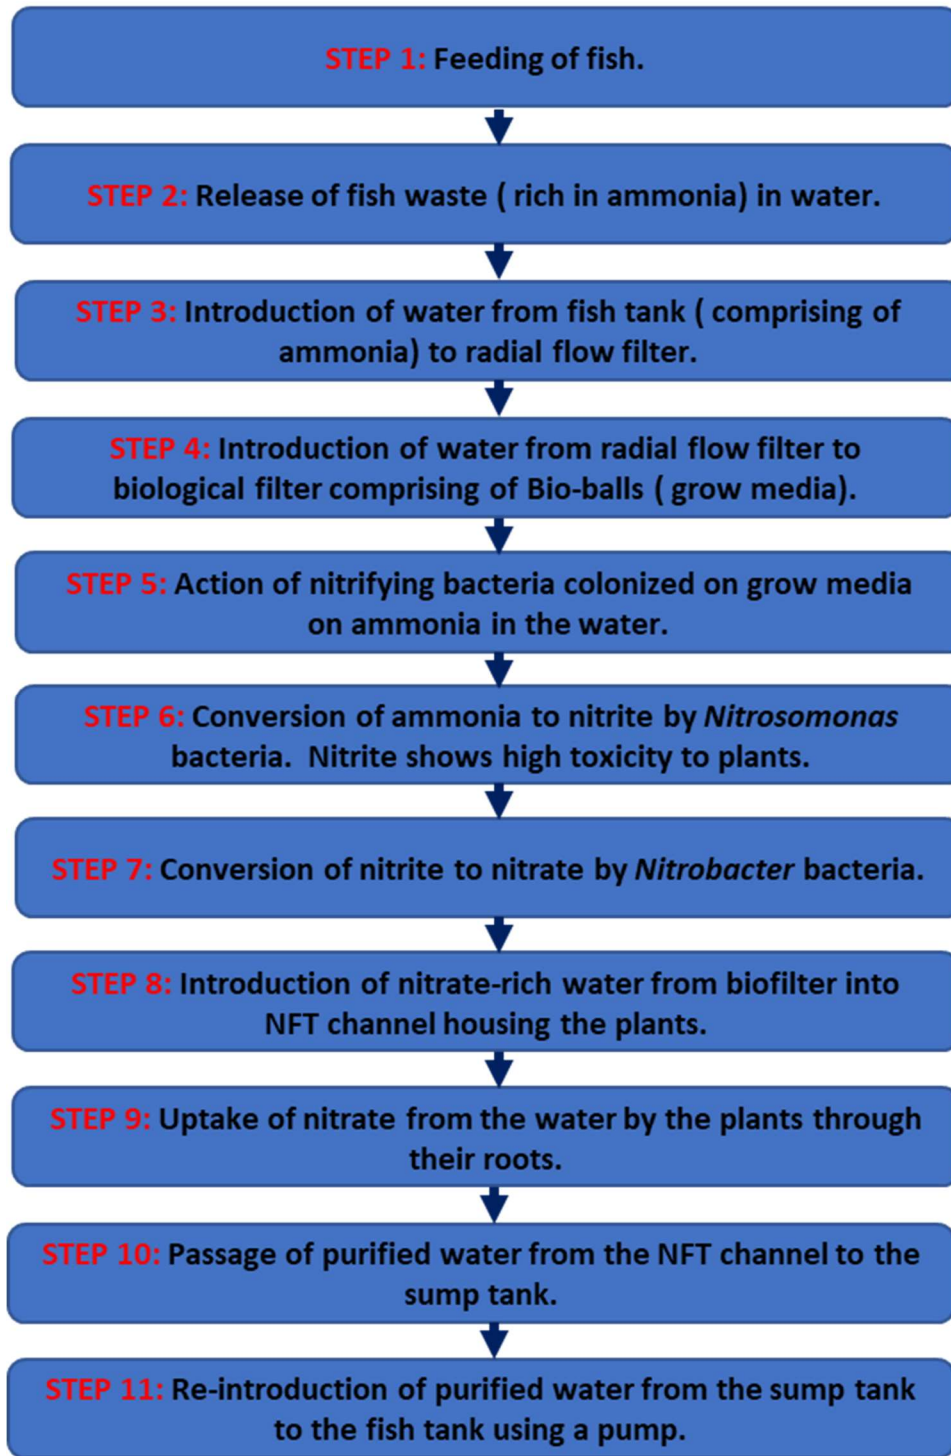 STEP 1: Feeding of fish.
STEP 2: Release of fish waste ( rich in ammonia) in water.
STEP 3: Introduction of water from fish tank ( comprising of
ammonia) to radial flow filter.
STEP 4: Introduction of water from radial flow filter to
biological filter comprising of Bio-balls ( grow media).
STEP 5: Action of nitrifying bacteria colonized on grow media
on ammonia in the water.
STEP 6: Conversion of ammonia to nitrite by Nitrosomonas
bacteria.  Nitrite shows high toxicity to plants.
STEP 7: Conversion of nitrite to nitrate by Nitrobacter bacteria.
STEP 8: Introduction of nitrate-rich water from biofilter into
NFT channel housing the plants.
STEP 9: Uptake of nitrate from the water by the plants through
their roots.
STEP 10: Passage of purified water from the NFT channel to the
sump tank.
STEP 11: Re-introduction of purified water from the sump tank
to the fish tank using a pump.